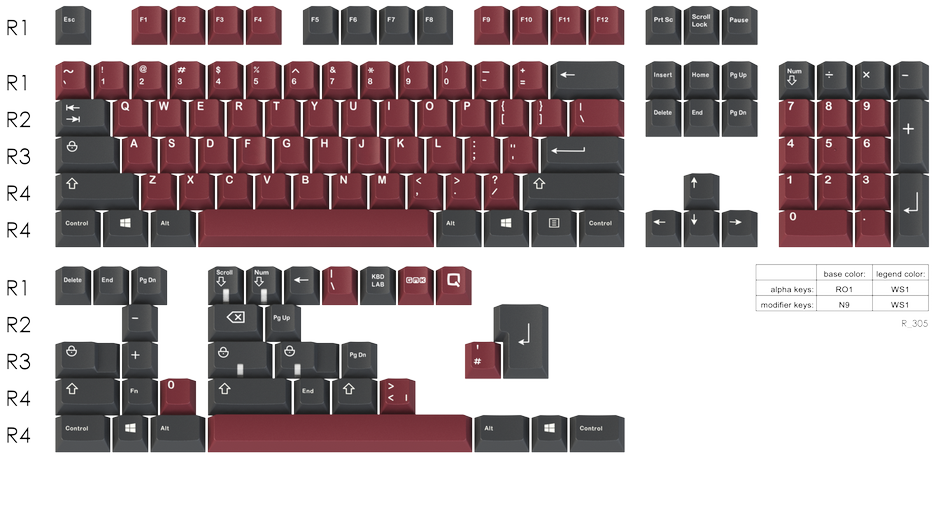 R1 Esc F1 F2 F3 F4 F5 F6 F7 F8 F9 F10 F11 F12 Prt Sc Scroll Lock Pause
R1 ~ ` ! 1 @ 2 # 3 $ 4 % 5 ^ 6 & 7 * 8 ( 9 ) 0 _ - + = ← Insert Home Pg Up Num ÷ × −
R2 Q W E R T Y U I O P { [ } ] | \ Delete End Pg Dn 7 8 9 +
R3 A S D F G H J K L : ; " ' 4 5 6
R4 Z X C V B N M < , > . ? / ↑ 1 2 3
R4 Control Alt Alt Control ← ↓ → 0 .
R1 Delete End Pg Dn Scroll Num ← | \ KBD LAB GMK Q
R2 − Pg Up
R3 + Pg Dn ' #
R4 Fn 0 End > < |
R4 Control Alt Alt Control
base color: legend color:
alpha keys: RO1 WS1
modifier keys: N9 WS1
R_305